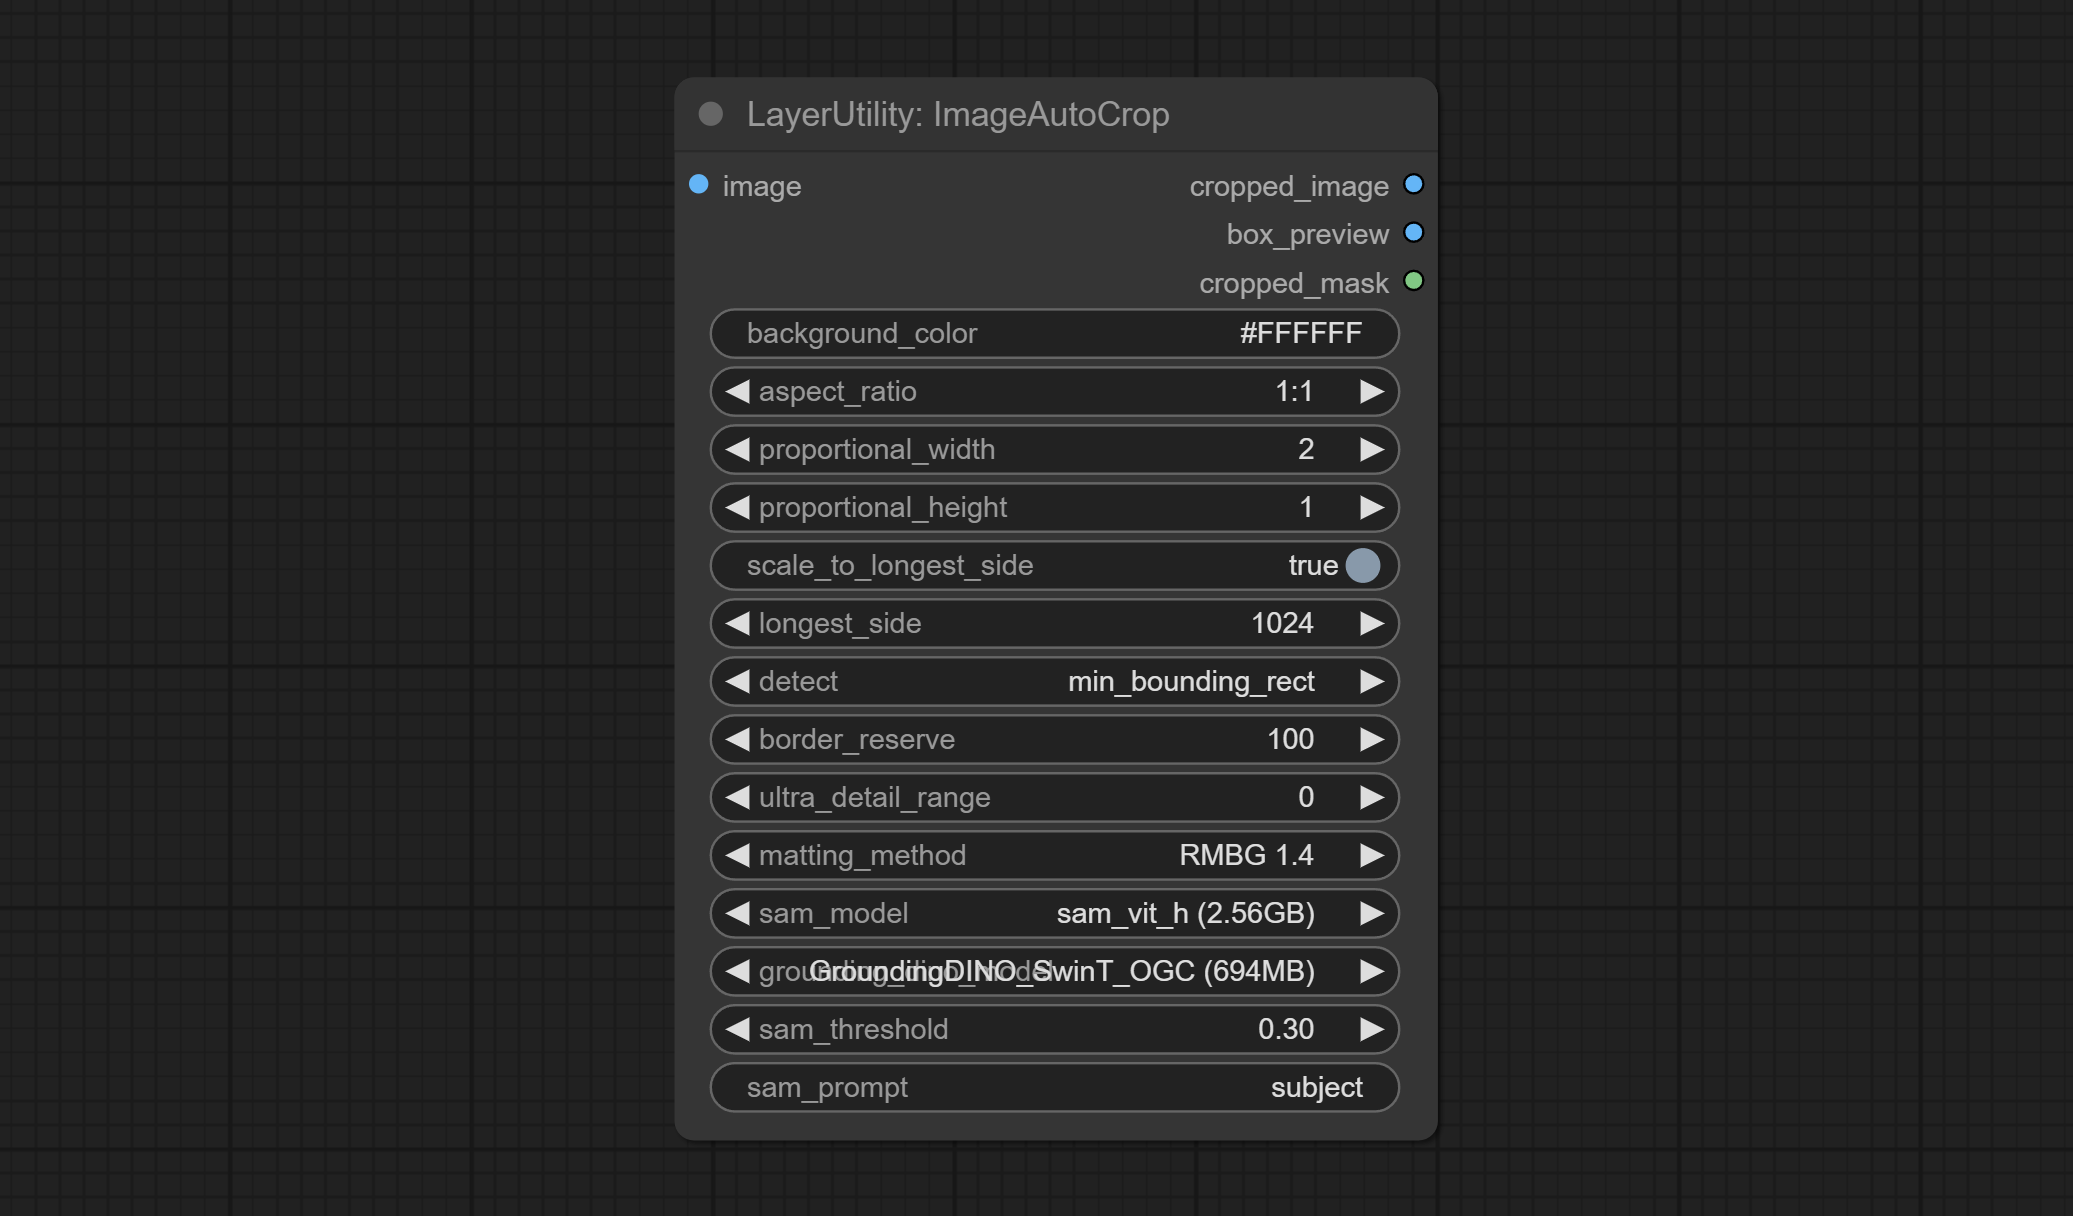 LayerUtility: ImageAutoCrop
image cropped_image
box_preview
cropped_mask
background_color #FFFFFF
aspect_ratio 1:1
proportional_width 2
proportional_height 1
scale_to_longest_side true
longest_side 1024
detect min_bounding_rect
border_reserve 100
ultra_detail_range 0
matting_method RMBG 1.4
sam_model sam_vit_h (2.56GB)
grounding_dino_model GroundingDINO_SwinT_OGC (694MB)
sam_threshold 0.30
sam_prompt subject